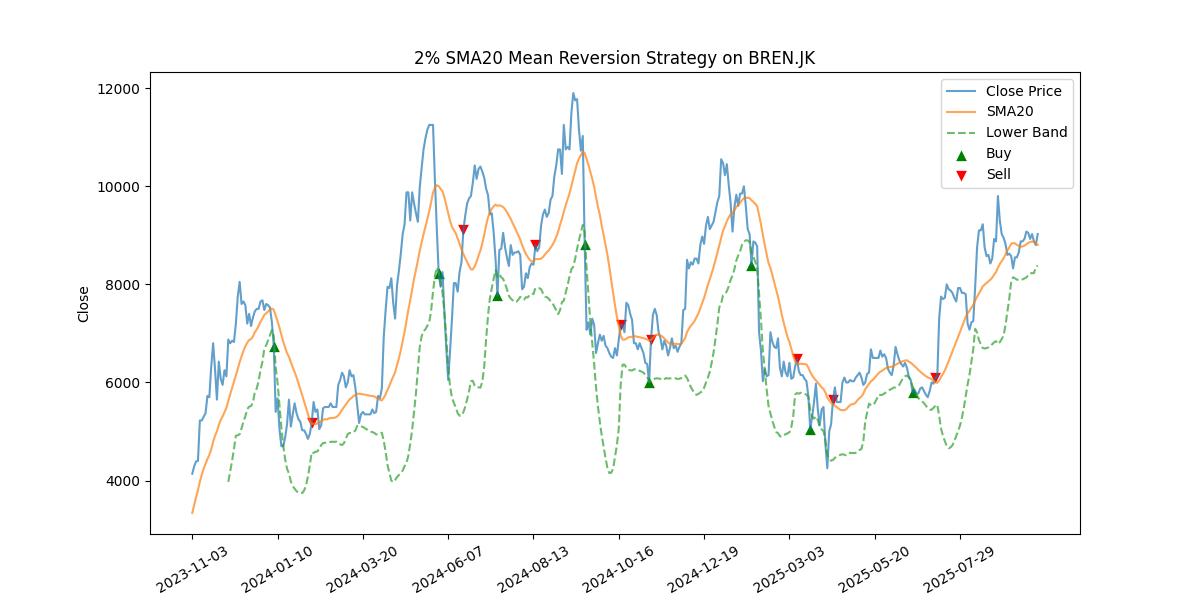 2% SMA20 Mean Reversion Strategy on BREN.JK
Close Price
SMA20
Lower Band
Buy
Sell
Close
12000
10000
8000
6000
4000
2023-11-03
2024-01-10
2024-03-20
2024-06-07
2024-08-13
2024-10-16
2024-12-19
2025-03-03
2025-05-20
2025-07-29